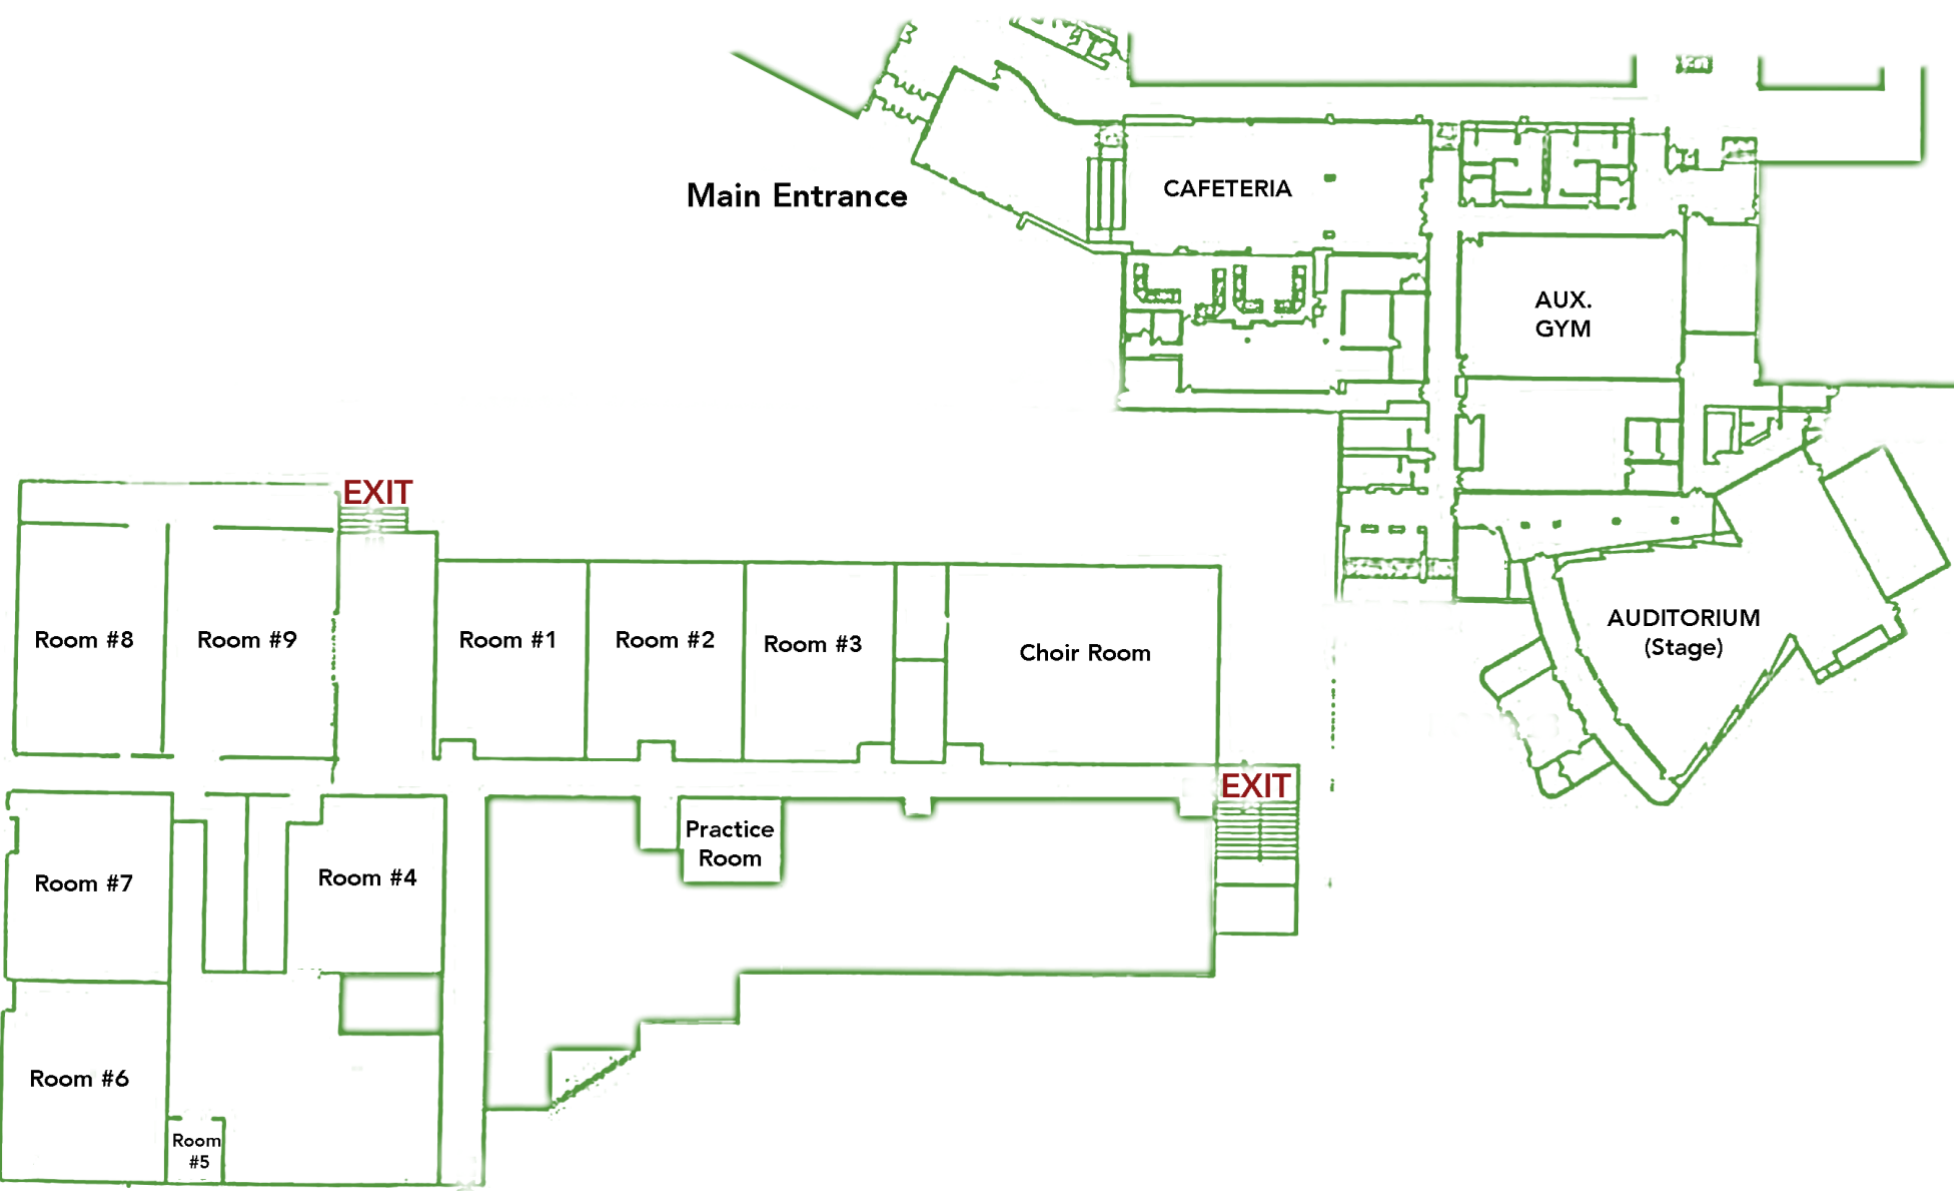 Main Entrance
CAFETERIA
AUX.
GYM
EXIT
Room #8
Room #9
Room #1
Room #2
Room #3
Choir Room
AUDITORIUM
(Stage)
EXIT
Practice
Room
Room #7
Room #4
Room #6
Room
#5